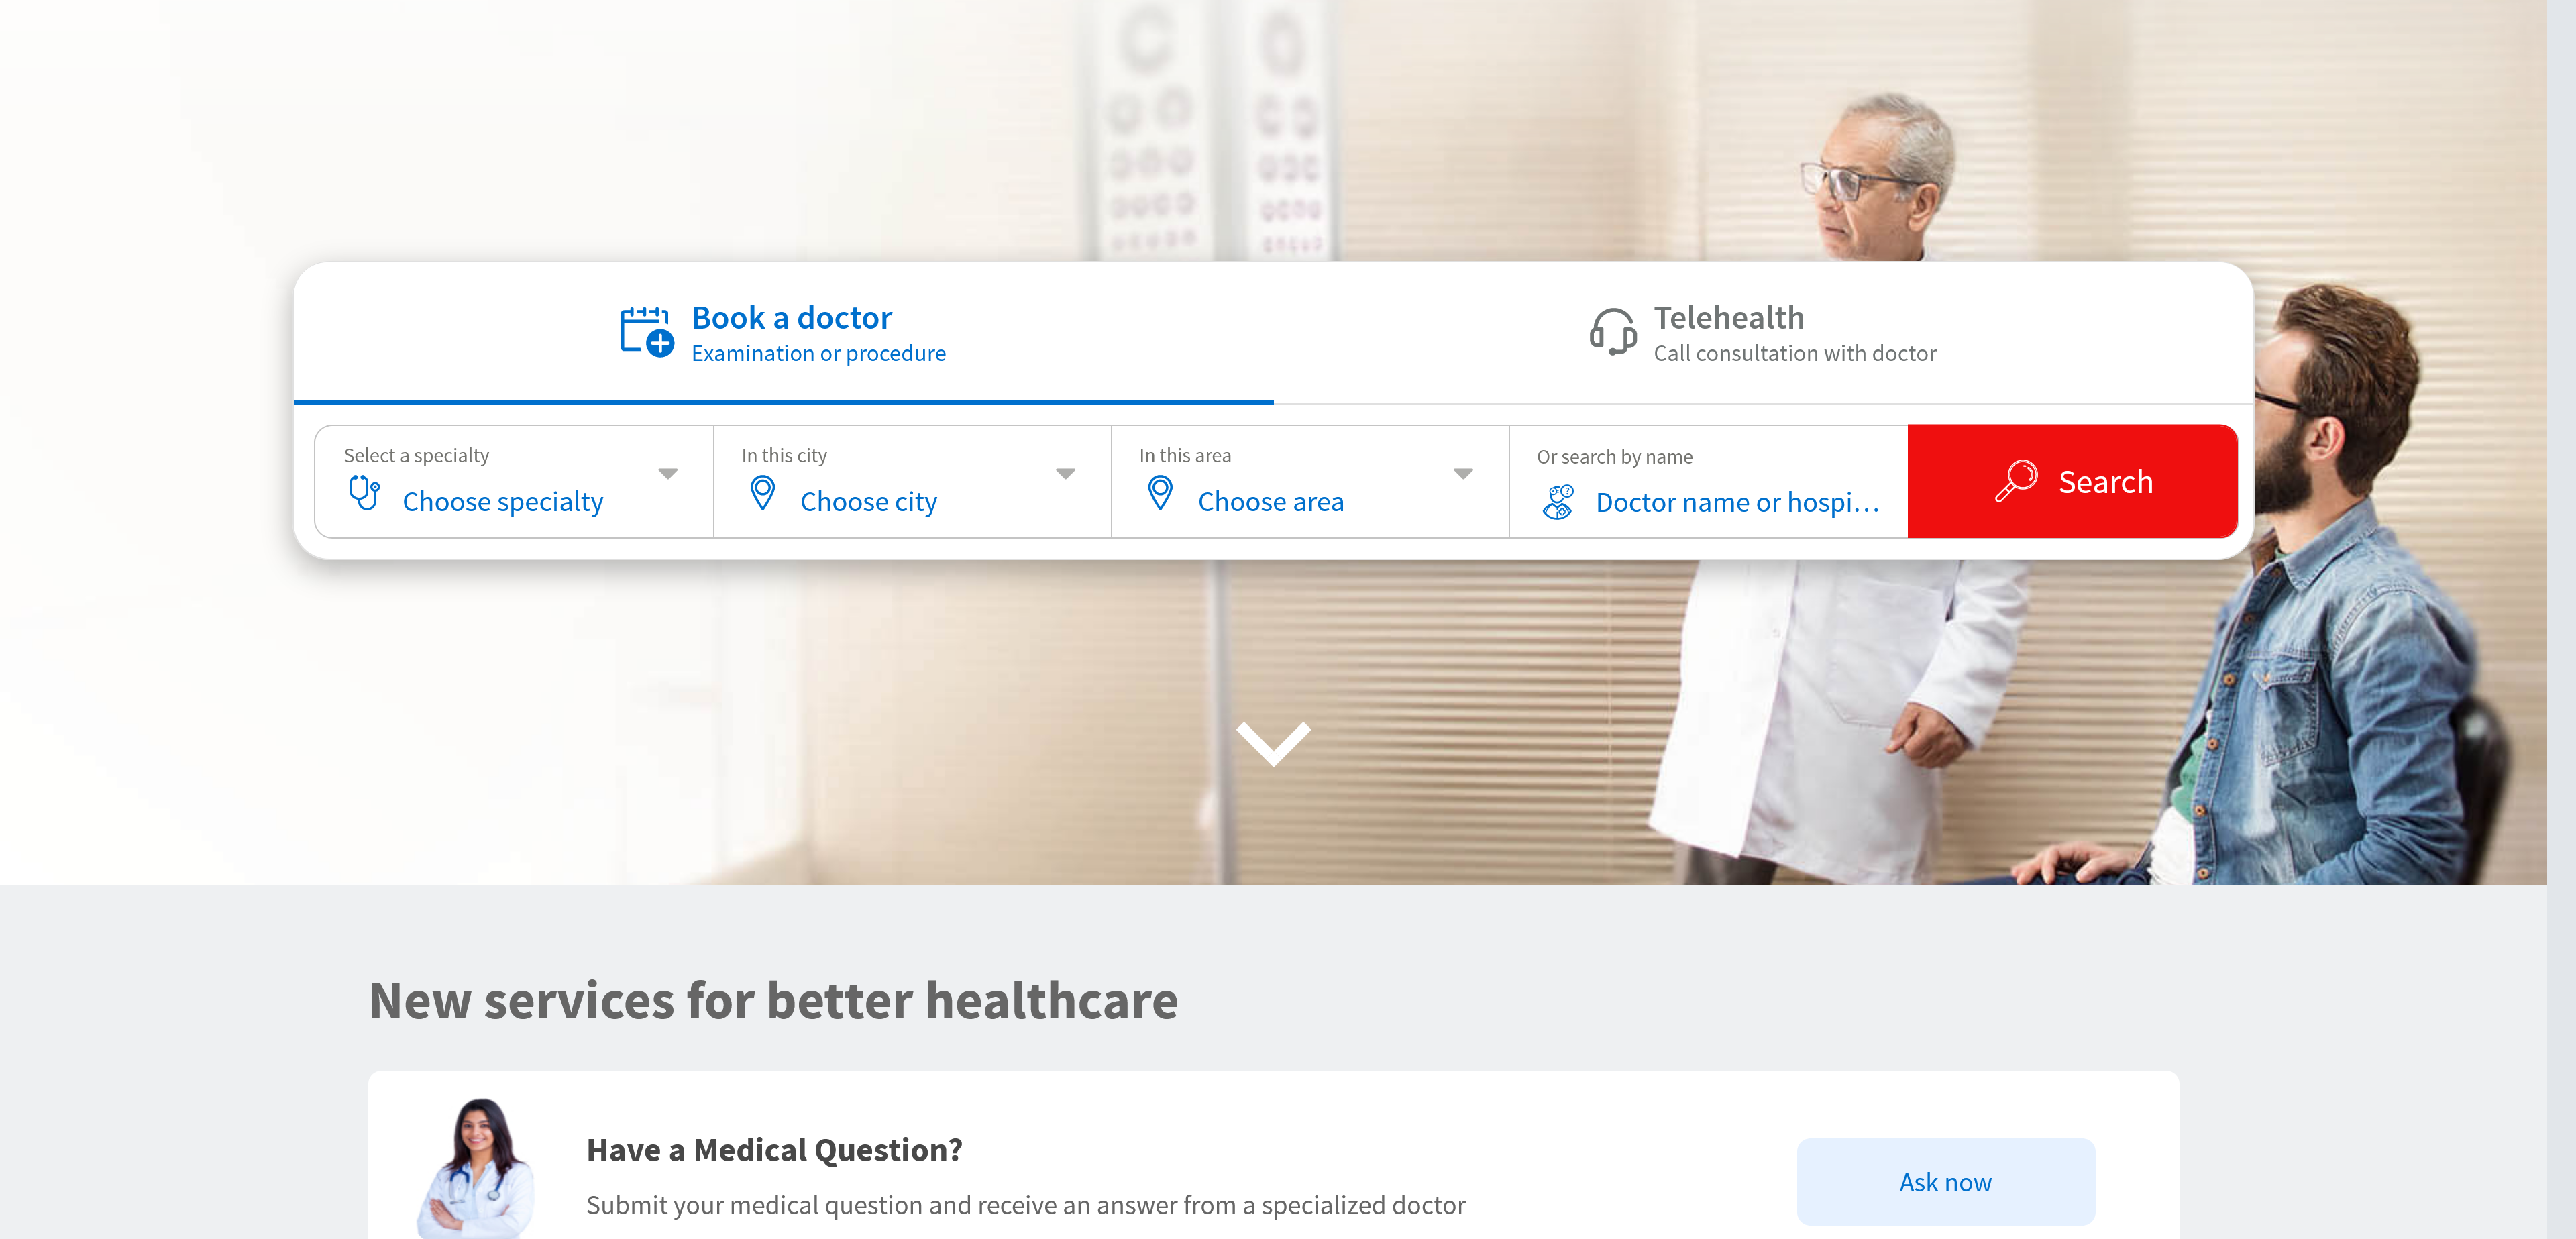 Book a doctor
Examination or procedure
Telehealth
Call consultation with doctor
Select a specialty
Choose specialty
In this city
Choose city
In this area
Choose area
Or search by name
Doctor name or hospi...
Search
New services for better healthcare
Have a Medical Question?
Submit your medical question and receive an answer from a specialized doctor
Ask now